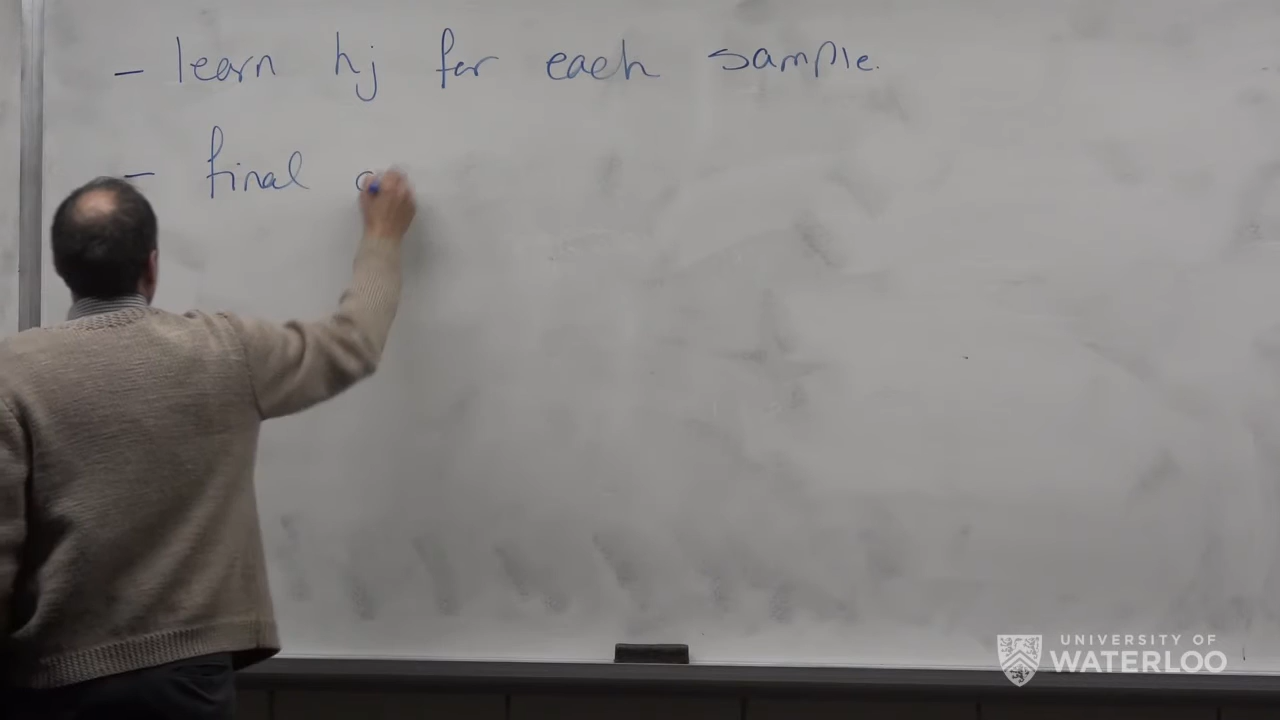 - learn hj for each sample.
- final
UNIVERSITY OF
WATERLOO